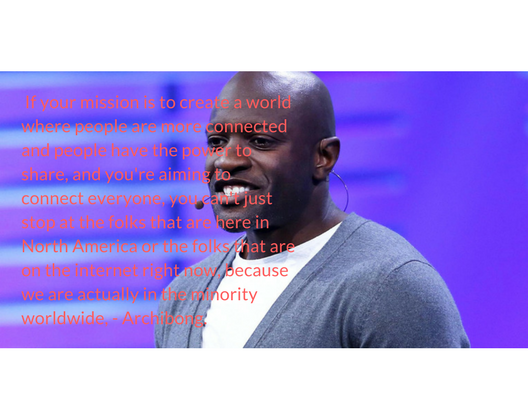 If your mission is to create a world
where people are more connected
and people have the power to
share, and you're aiming to
connect everyone, you can't just
stop at the folks that are here in
North America or the folks that are
on the internet right now, because
we are actually in the minority
worldwide, - Archibong.